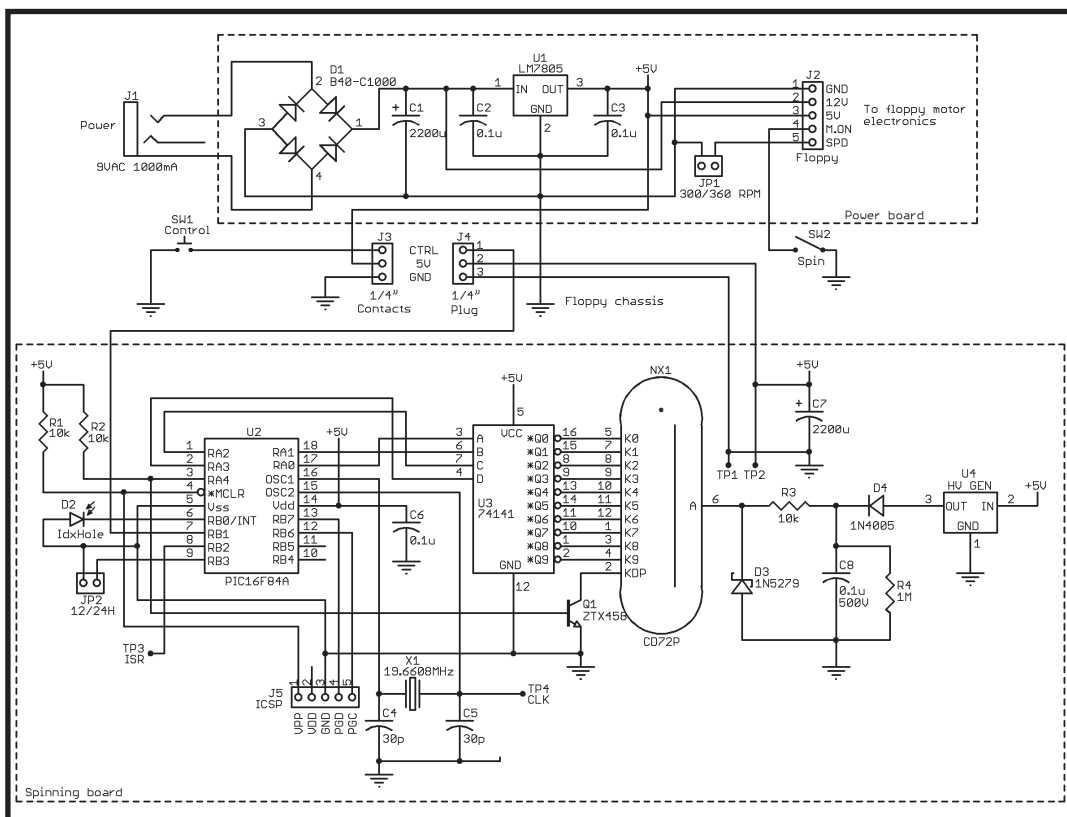 J1
Power
9VAC 1000mA
D1
B40-C1000
2
3
1
4
+
C1
2200u
C2
0.1u
U1
LM7805
1
IN
OUT
3
GND
2
C3
0.1u
+5V
J2
1
GND
2
12V
3
5V
4
M.ON
5
SPD
Floppy
To floppy motor
electronics
JP1
300/360 RPM
Power board
SW1
Control
J3
CTRL
5V
GND
1/4"
Contacts
J4
1
2
3
1/4"
Plug
Floppy chassis
SW2
Spin
+5V
R1
10k
R2
10k
D2
IdxHole
JP2
12/24H
TP3
ISR
U2
1
RA2
2
RA3
3
RA4
4
*MCLR
5
Vss
6
RB0/INT
7
RB1
8
RB2
9
RB3
18
RA1
17
RA0
16
OSC1
15
OSC2
14
Vdd
13
RB7
12
RB6
11
RB5
10
RB4
PIC16F84A
+5V
C6
0.1u
+5V
5
VCC
3
A
6
B
7
C
4
D
U3
74141
*Q0
16
*Q1
15
*Q2
8
*Q3
9
*Q4
13
*Q5
14
*Q6
11
*Q7
10
*Q8
1
*Q9
2
GND
12
NX1
5
K0
7
K1
8
K2
9
K3
10
K4
11
K5
12
K6
1
K7
3
K8
4
K9
2
KDP
A
6
CD72P
Q1
ZTX458
TP1
TP2
+5V
+
C7
2200u
R3
10k
D4
1N4005
D3
1N5279
C8
0.1u
500V
R4
1M
U4
HV GEN
3
OUT
IN
2
GND
1
+5V
J5
ICSP
1
2
3
4
5
VPP
VDD
GND
PGD
PGC
X1
19.6608MHz
C4
30p
C5
30p
TP4
CLK
Spinning board